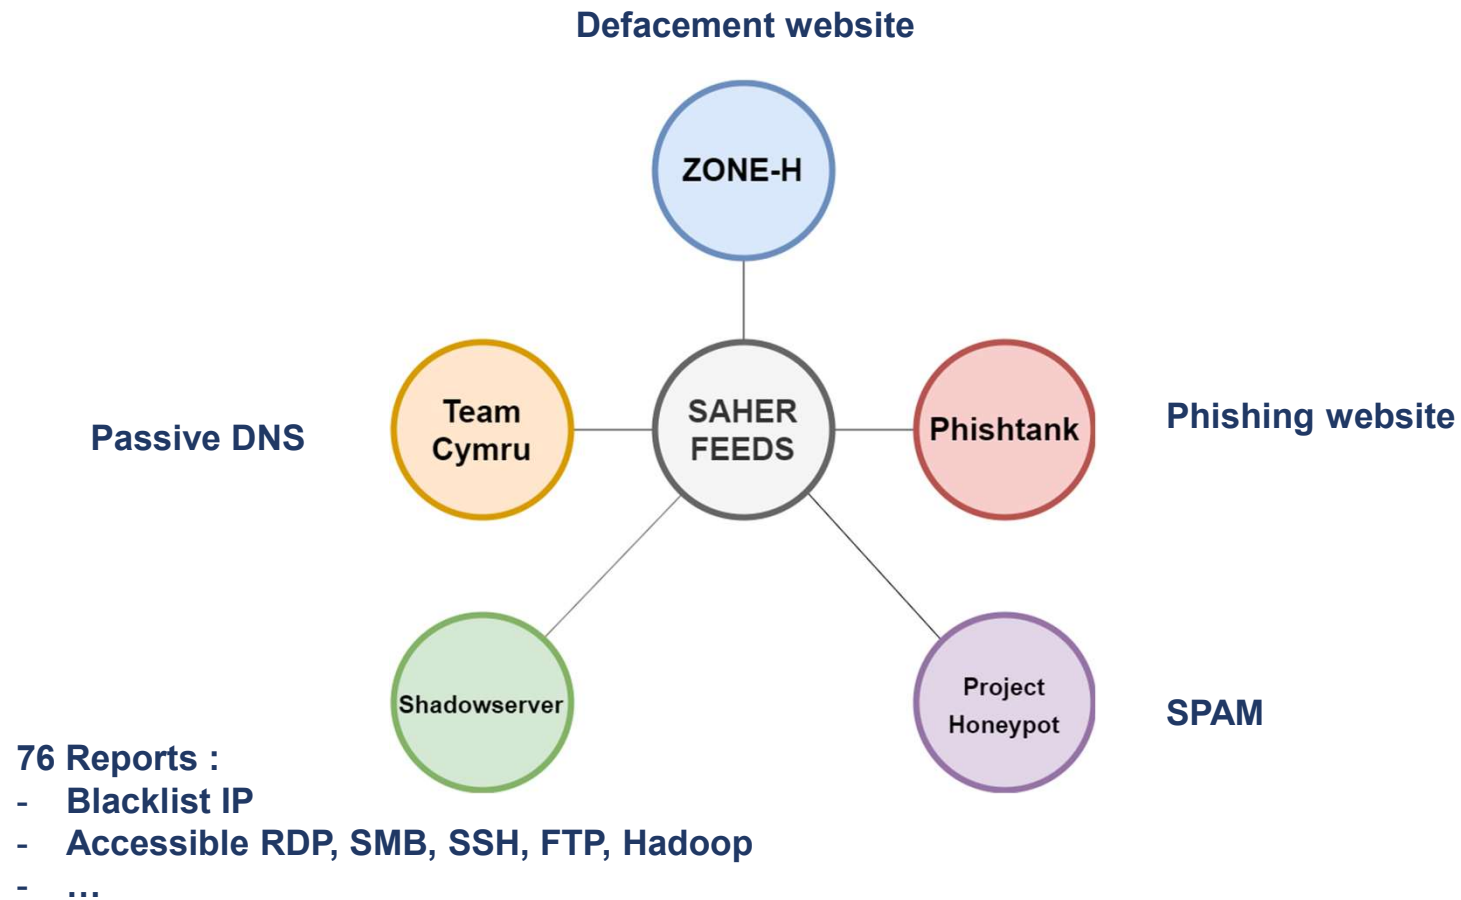 Defacement website
ZONE-H
Passive DNS
Team
Cymru
SAHER
FEEDS
Phishtank
Phishing website
Shadowserver
Project
Honeypot
SPAM
76 Reports :
- Blacklist IP
- Accessible RDP, SMB, SSH, FTP, Hadoop
- ...